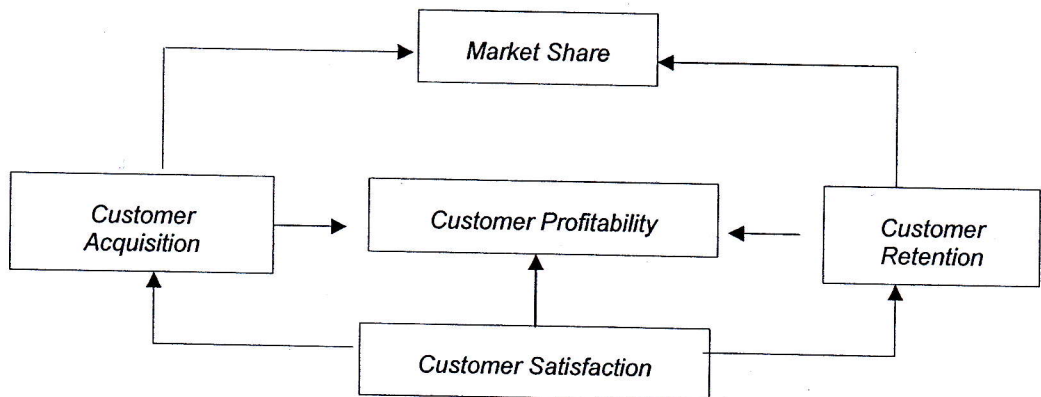 Market Share
Customer
Acquisition
Customer Profitability
Customer
Retention
Customer Satisfaction